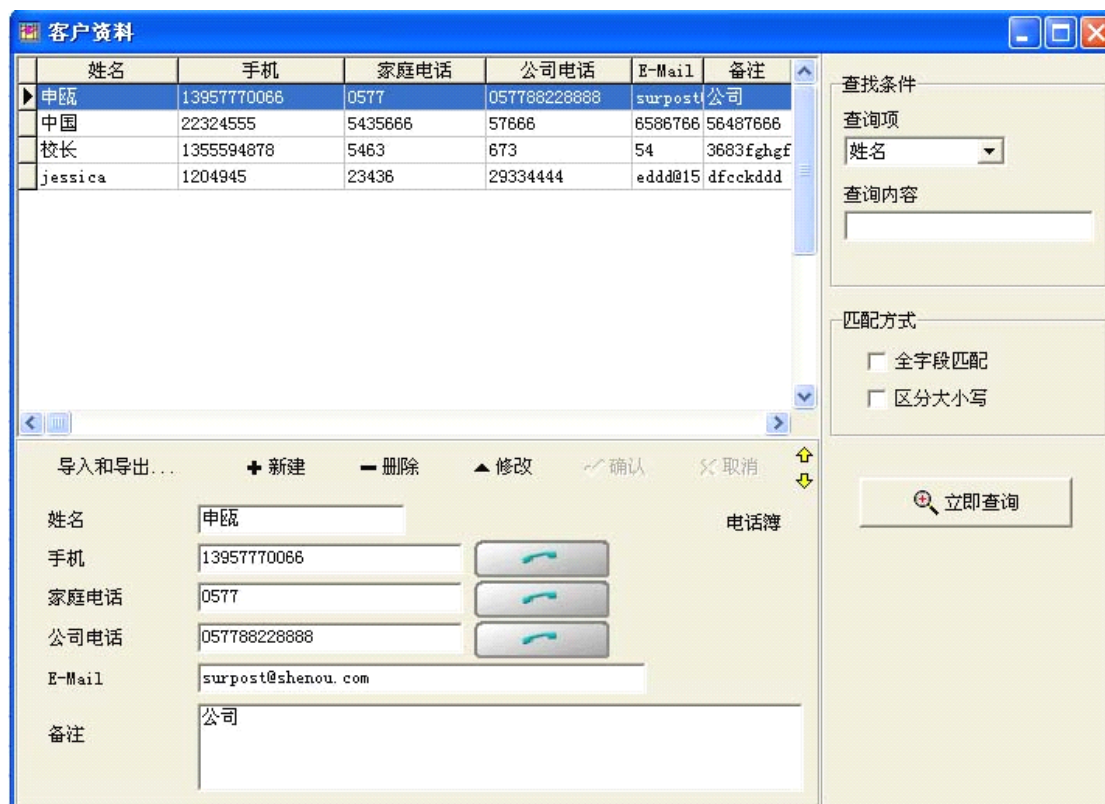 客户资料
姓名 手机 家庭电话 公司电话 E-Mail 备注
申瓯 13957770066 0577 057788228888 surpost 公司
中国 22324555 5435666 57666 6586766 56487666
校长 1355594878 5463 673 54 3683fghgf
jessica 1204945 23436 29334444 eddd@15 dfcckddd
查找条件
查询项
姓名
查询内容
匹配方式
全字段匹配
区分大小写
立即查询
导入和导出... 新建 删除 修改 确认 取消
姓名 申瓯 电话簿
手机 13957770066
家庭电话 0577
公司电话 057788228888
E-Mail surpost@shenou.com
备注 公司